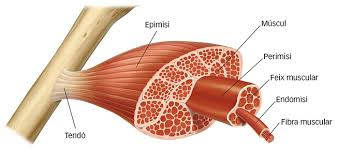 Epimisi
Múscul
Perimisi
Feix muscular
Endomisi
Fibra muscular
Tendó